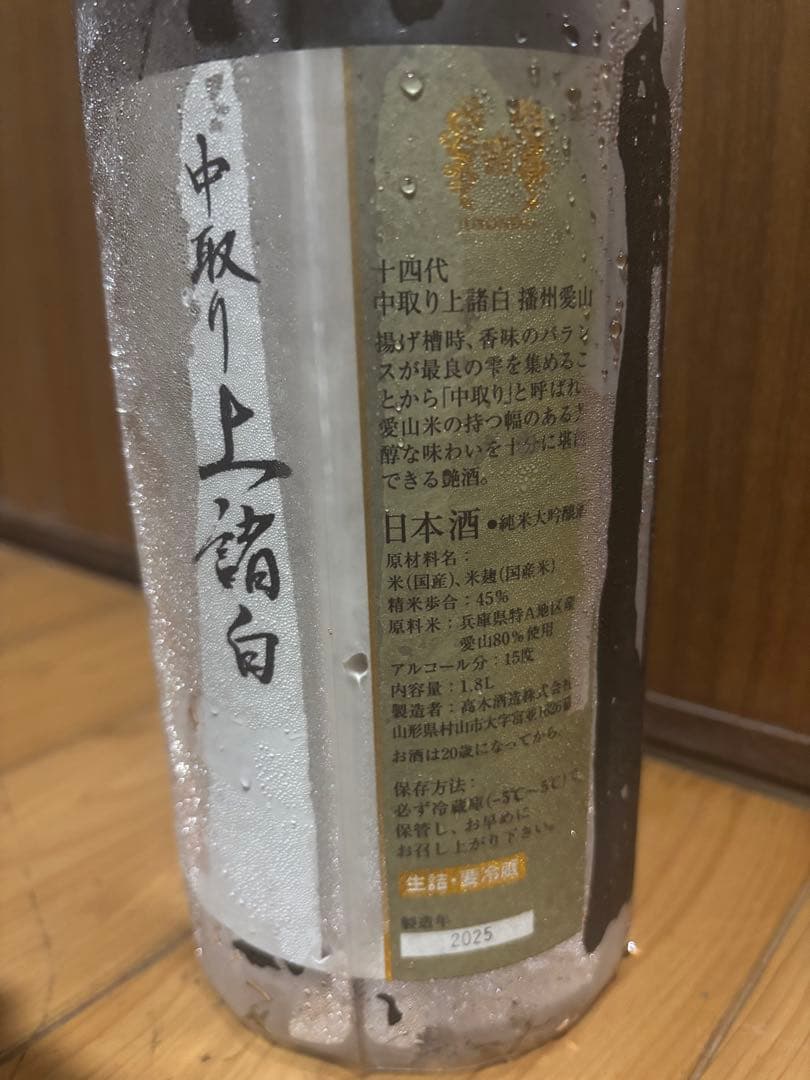 中取り上諸白
十四代
中取り上諸白 播州愛山
揚げ槽時、香味のバラン
スが最良の雫を集めるこ
とから「中取り」と呼ばれ、
愛山米の持つ幅のある
醇な味わいを十分に堪
できる艶酒。
日本酒 ●純米大吟醸酒
原材料名：
米(国産)、米麹(国産米)
精米歩合：45%
原料米：兵庫県特A地区産
愛山80%使用
アルコール分：15度
内容量：1.8L
製造者：高木酒造株式会社
山形県村山市大字富並1826
お酒は20歳になってから。
保存方法：
必ず冷蔵庫(-5℃〜5℃)で
保管し、お早めに
お召し上がり下さい。
生詰・要冷蔵
製造年
2025